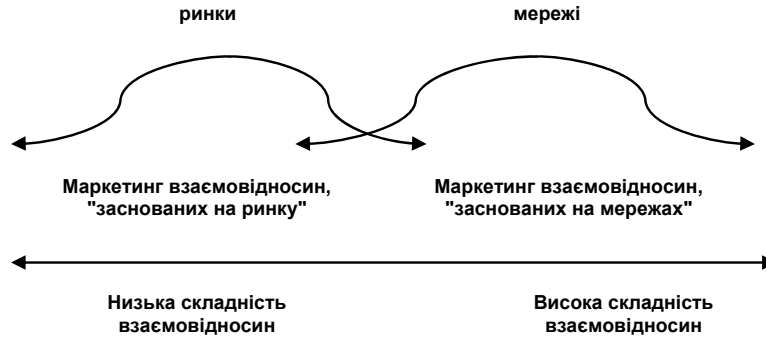 ринки
мережі
Маркетинг взаємовідносин,
"заснованих на ринку"
Маркетинг взаємовідносин,
"заснованих на мережах"
Низька складність
взаємовідносин
Висока складність
взаємовідносин